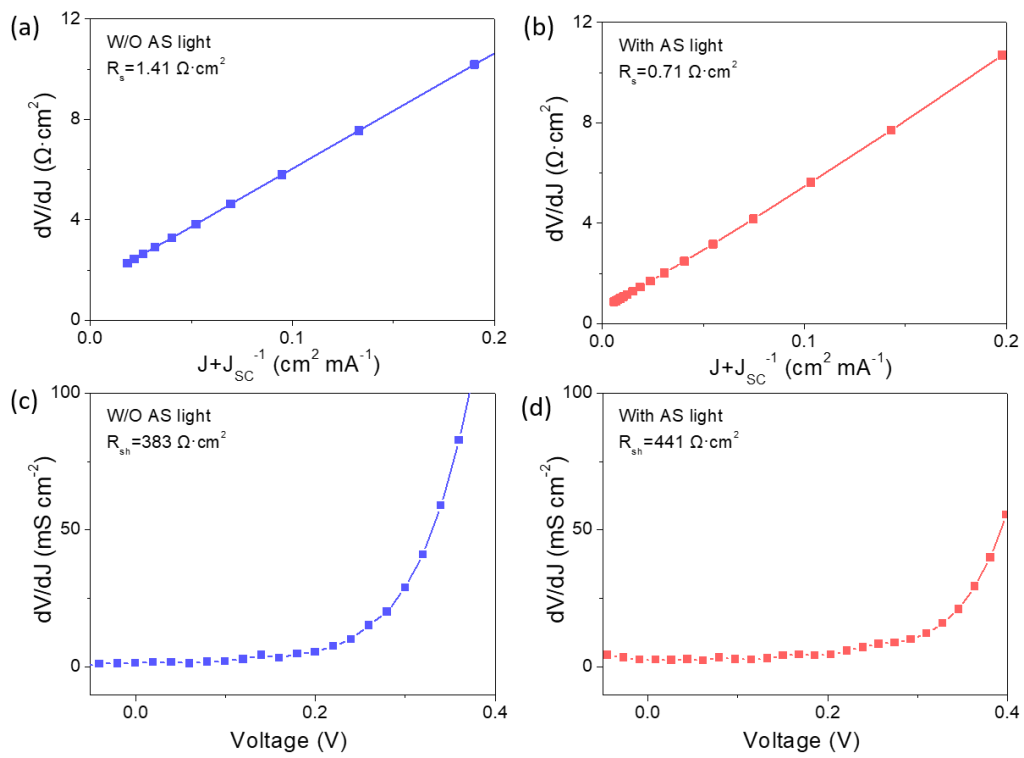 (a)
W/O AS light
Rs=1.41 Ω·cm²
dV/dJ (Ω·cm²)
12
8
4
0
0.0
0.1
0.2
J+J_SC⁻¹ (cm² mA⁻¹)
(b)
With AS light
Rs=0.71 Ω·cm²
dV/dJ (Ω·cm²)
12
8
4
0
0.0
0.1
0.2
J+J_SC⁻¹ (cm² mA⁻¹)
(c)
W/O AS light
Rsh=383 Ω·cm²
dV/dJ (mS cm⁻²)
100
50
0
0.0
0.2
0.4
Voltage (V)
(d)
With AS light
Rsh=441 Ω·cm²
dV/dJ (mS cm⁻²)
100
50
0
0.0
0.2
0.4
Voltage (V)